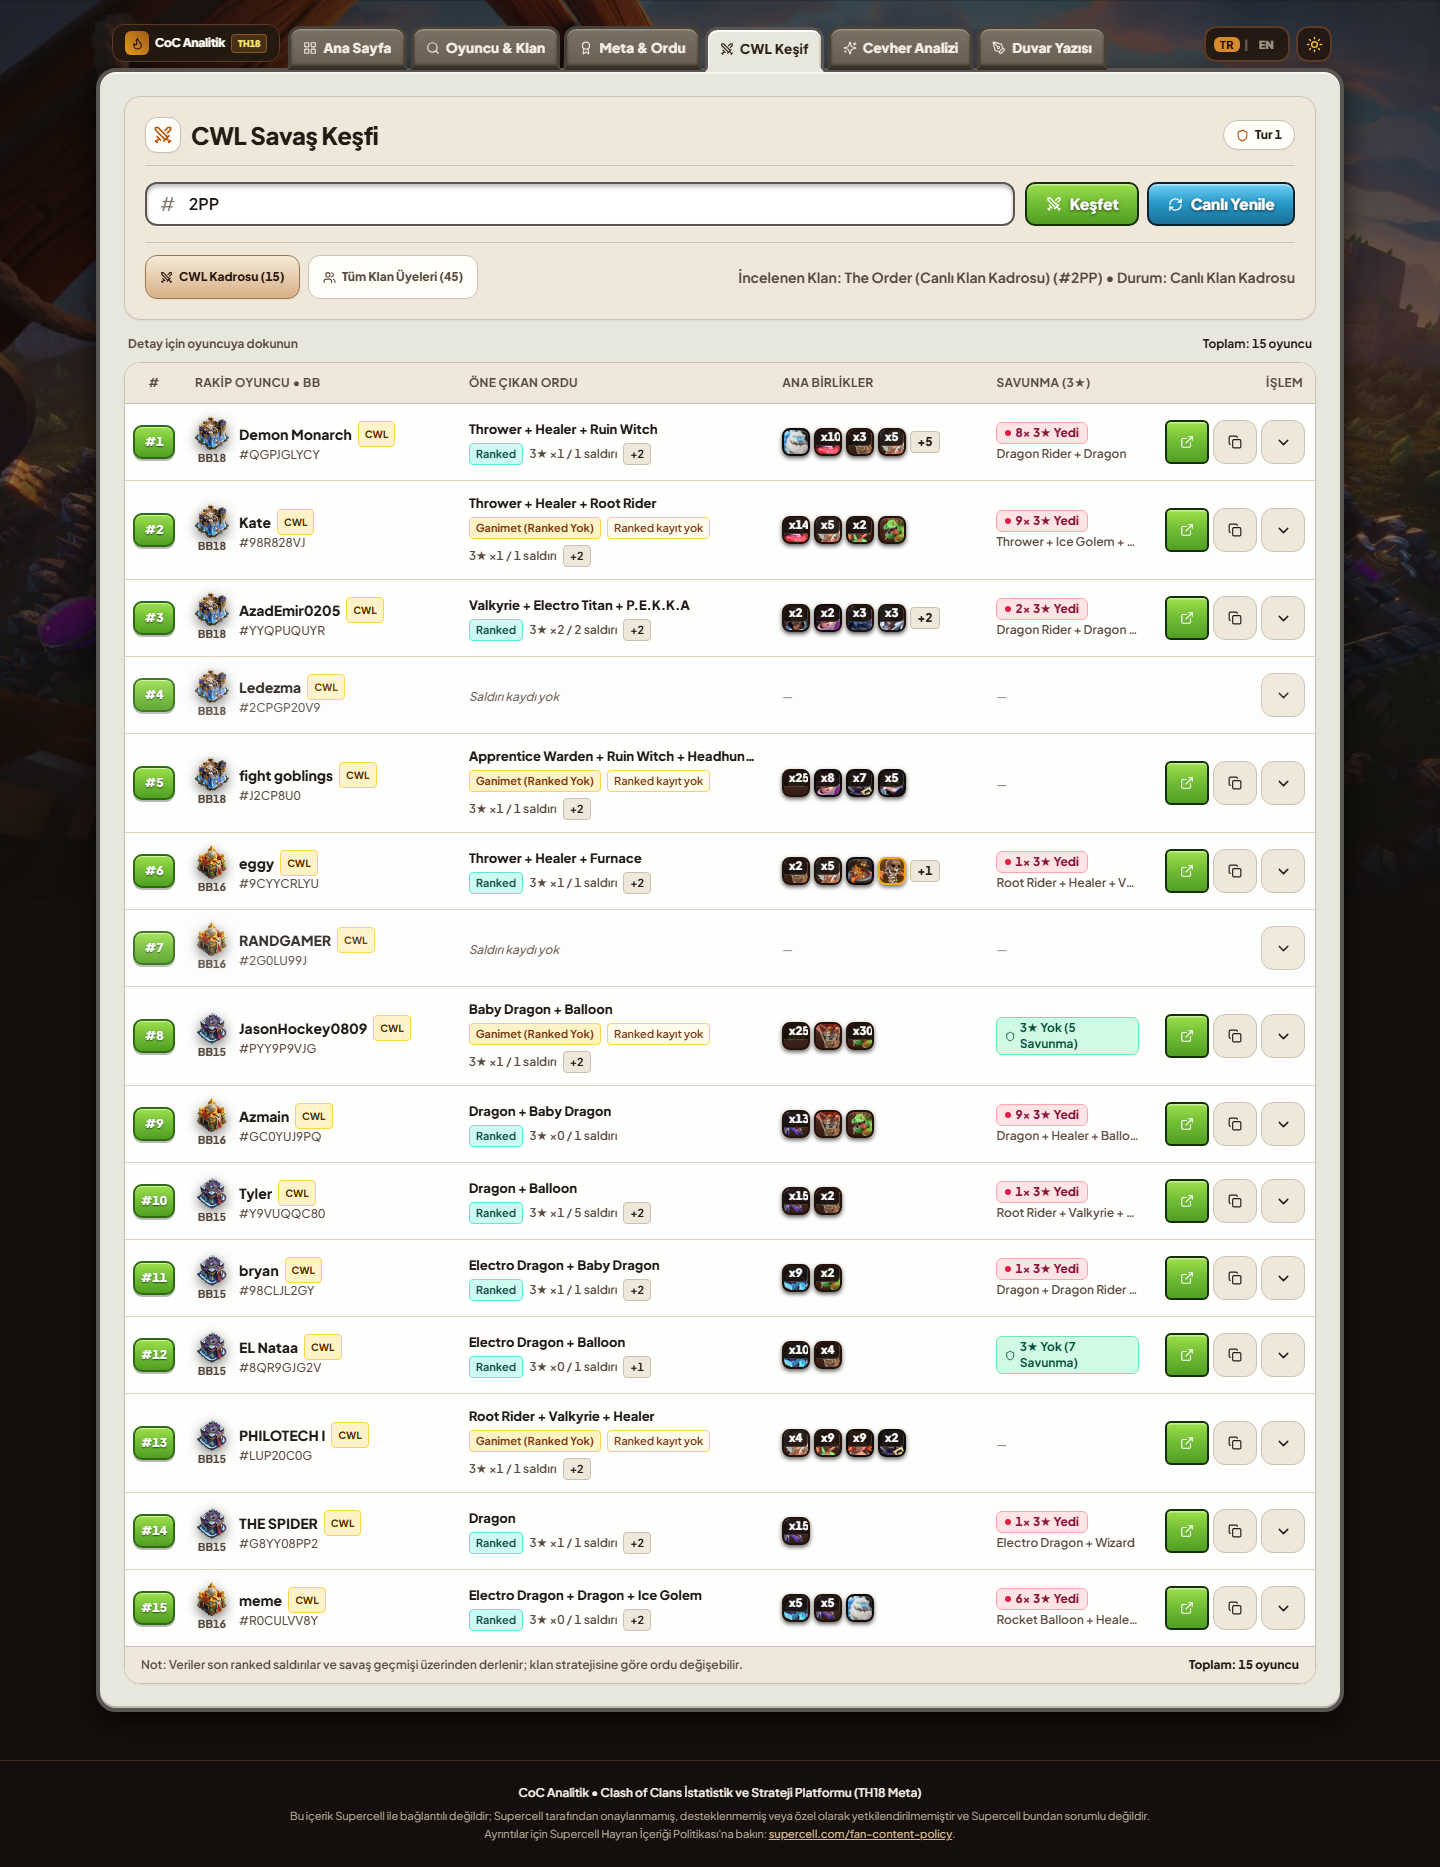 CoC Analitik TH18 Ana Sayfa Oyuncu & Klan Meta & Ordu CWL Keşif Cevher Analizi Duvar Yazısı TR | EN
CWL Savaş Keşfi Tur 1
# 2PP Keşfet Canlı Yenile
CWL Kadrosu (15) Tüm Klan Üyeleri (45) İncelenen Klan: The Order (Canlı Klan Kadrosu) (#2PP) • Durum: Canlı Klan Kadrosu
Detay için oyuncuya dokunun Toplam: 15 oyuncu
# RAKİP OYUNCU • BB ÖNE ÇIKAN ORDU ANA BİRLİKLER SAVUNMA (3★) İŞLEM
#1 BB18 Demon Monarch CWL
#QGPJGLYCY
Thrower + Healer + Ruin Witch
Ranked 3★ ×1 / 1 saldırı +2
x10 x3 x5 +5
8× 3★ Yedi
Dragon Rider + Dragon
#2 BB18 Kate CWL
#98R828VJ
Thrower + Healer + Root Rider
Ganimet (Ranked Yok) Ranked kayıt yok
3★ ×1 / 1 saldırı +2
x14 x5 x2
9× 3★ Yedi
Thrower + Ice Golem + ...
#3 BB18 AzadEmir0205 CWL
#YYQPUQUYR
Valkyrie + Electro Titan + P.E.K.K.A
Ranked 3★ ×2 / 2 saldırı +2
x2 x2 x3 x3 +2
2× 3★ Yedi
Dragon Rider + Dragon ...
#4 BB18 Ledezma CWL
#2CPGP20V9
Saldırı kaydı yok — —
#5 BB18 fight goblings CWL
#J2CP8U0
Apprentice Warden + Ruin Witch + Headhun...
Ganimet (Ranked Yok) Ranked kayıt yok
3★ ×1 / 1 saldırı +2
x25 x8 x7 x5 —
#6 BB16 eggy CWL
#9CYYCRLYU
Thrower + Healer + Furnace
Ranked 3★ ×1 / 1 saldırı +2
x2 x5 +1
1× 3★ Yedi
Root Rider + Healer + V...
#7 BB16 RANDGAMER CWL
#2G0LU99J
Saldırı kaydı yok — —
#8 BB15 JasonHockey0809 CWL
#PYY9P9VJG
Baby Dragon + Balloon
Ganimet (Ranked Yok) Ranked kayıt yok
3★ ×1 / 1 saldırı +2
x25 x30
3★ Yok (5
Savunma)
#9 BB16 Azmain CWL
#GC0YUJ9PQ
Dragon + Baby Dragon
Ranked 3★ ×0 / 1 saldırı
x13
9× 3★ Yedi
Dragon + Healer + Ballo...
#10 BB15 Tyler CWL
#Y9VUQQC80
Dragon + Balloon
Ranked 3★ ×1 / 5 saldırı +2
x15 x2
1× 3★ Yedi
Root Rider + Valkyrie + ...
#11 BB15 bryan CWL
#98CLJL2GY
Electro Dragon + Baby Dragon
Ranked 3★ ×1 / 1 saldırı +2
x9 x2
1× 3★ Yedi
Dragon + Dragon Rider ...
#12 BB15 EL Nataa CWL
#8QR9GJG2V
Electro Dragon + Balloon
Ranked 3★ ×0 / 1 saldırı +1
x10 x4
3★ Yok (7
Savunma)
#13 BB15 PHILOTECH I CWL
#LUP20C0G
Root Rider + Valkyrie + Healer
Ganimet (Ranked Yok) Ranked kayıt yok
3★ ×1 / 1 saldırı +2
x4 x9 x9 x2 —
#14 BB15 THE SPIDER CWL
#G8YY08PP2
Dragon
Ranked 3★ ×1 / 1 saldırı +2
x15
1× 3★ Yedi
Electro Dragon + Wizard
#15 BB16 meme CWL
#R0CULVV8Y
Electro Dragon + Dragon + Ice Golem
Ranked 3★ ×0 / 1 saldırı +2
x5 x5
6× 3★ Yedi
Rocket Balloon + Heale...
Not: Veriler son ranked saldırılar ve savaş geçmişi üzerinden derlenir; klan stratejisine göre ordu değişebilir. Toplam: 15 oyuncu
CoC Analitik • Clash of Clans İstatistik ve Strateji Platformu (TH18 Meta)
Bu içerik Supercell ile bağlantılı değildir; Supercell tarafından onaylanmamış, desteklenmemiş veya özel olarak yetkilendirilmemiştir ve Supercell bundan sorumlu değildir.
Ayrıntılar için Supercell Hayran İçeriği Politikası'na bakın: supercell.com/fan-content-policy.